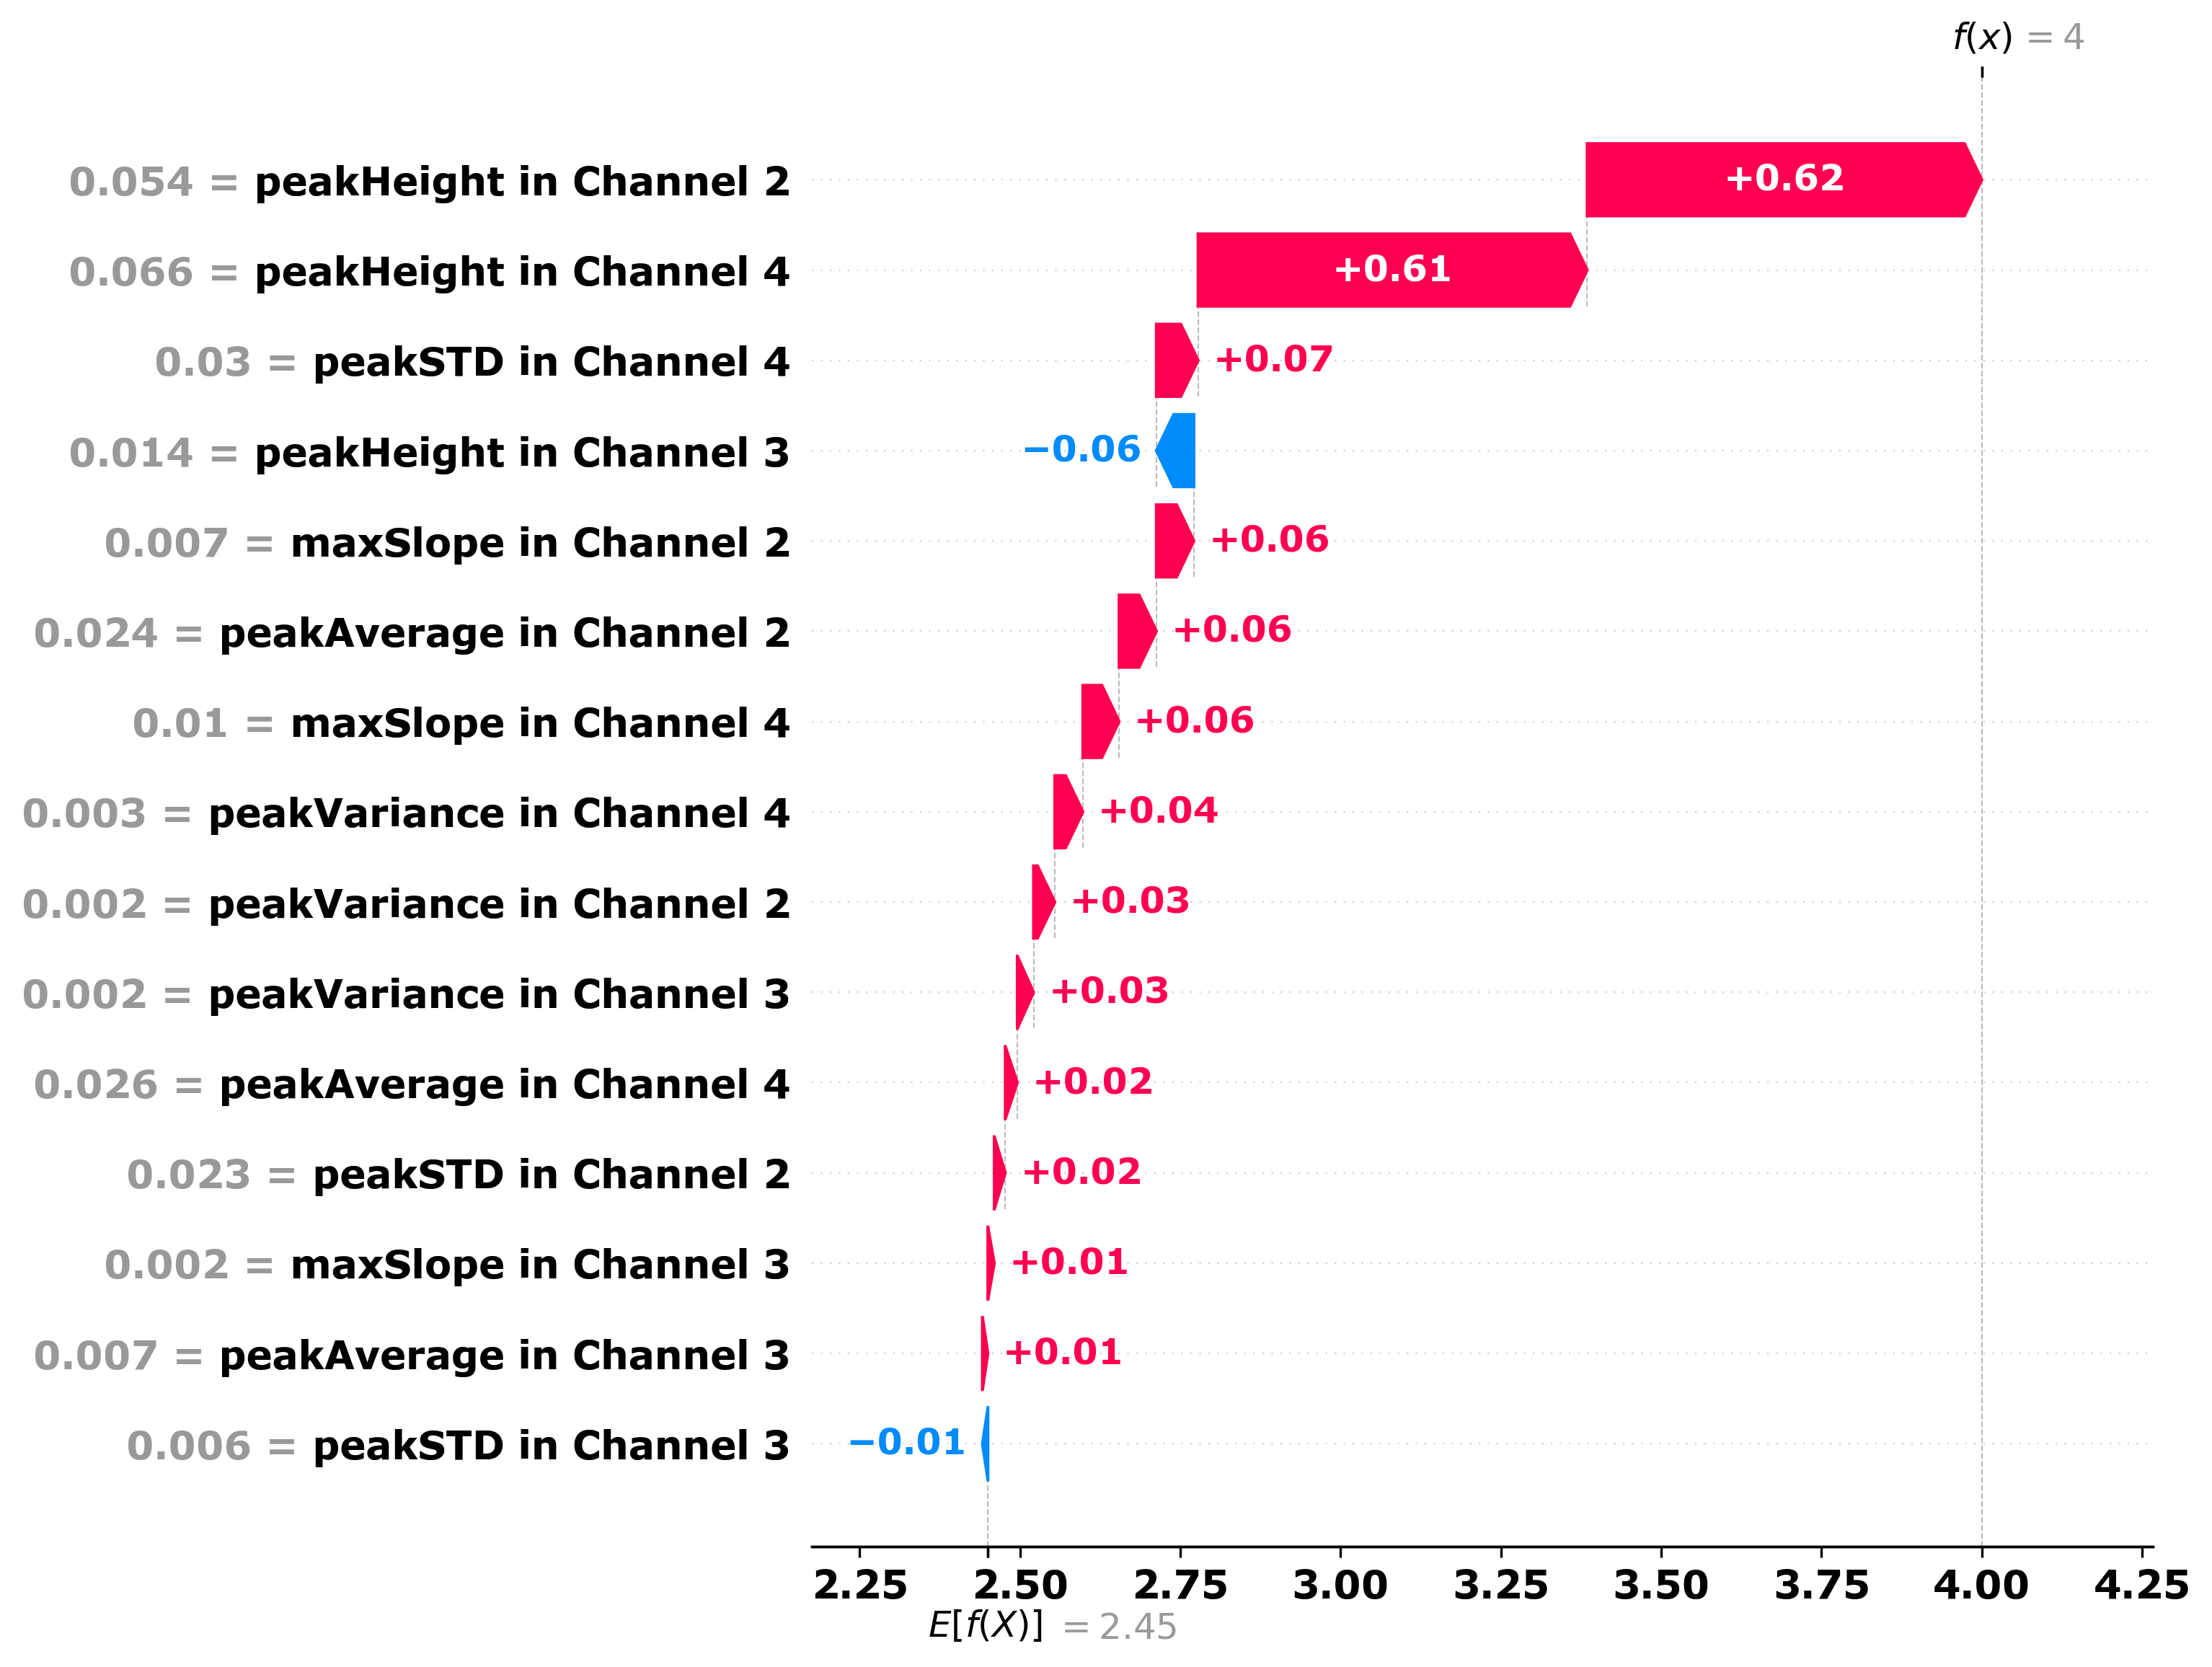 f(x) = 4
0.054 = peakHeight in Channel 2 +0.62
0.066 = peakHeight in Channel 4 +0.61
0.03 = peakSTD in Channel 4 +0.07
0.014 = peakHeight in Channel 3 −0.06
0.007 = maxSlope in Channel 2 +0.06
0.024 = peakAverage in Channel 2 +0.06
0.01 = maxSlope in Channel 4 +0.06
0.003 = peakVariance in Channel 4 +0.04
0.002 = peakVariance in Channel 2 +0.03
0.002 = peakVariance in Channel 3 +0.03
0.026 = peakAverage in Channel 4 +0.02
0.023 = peakSTD in Channel 2 +0.02
0.002 = maxSlope in Channel 3 +0.01
0.007 = peakAverage in Channel 3 +0.01
0.006 = peakSTD in Channel 3 −0.01
2.25 2.50 2.75 3.00 3.25 3.50 3.75 4.00 4.25
E[f(X)] = 2.45